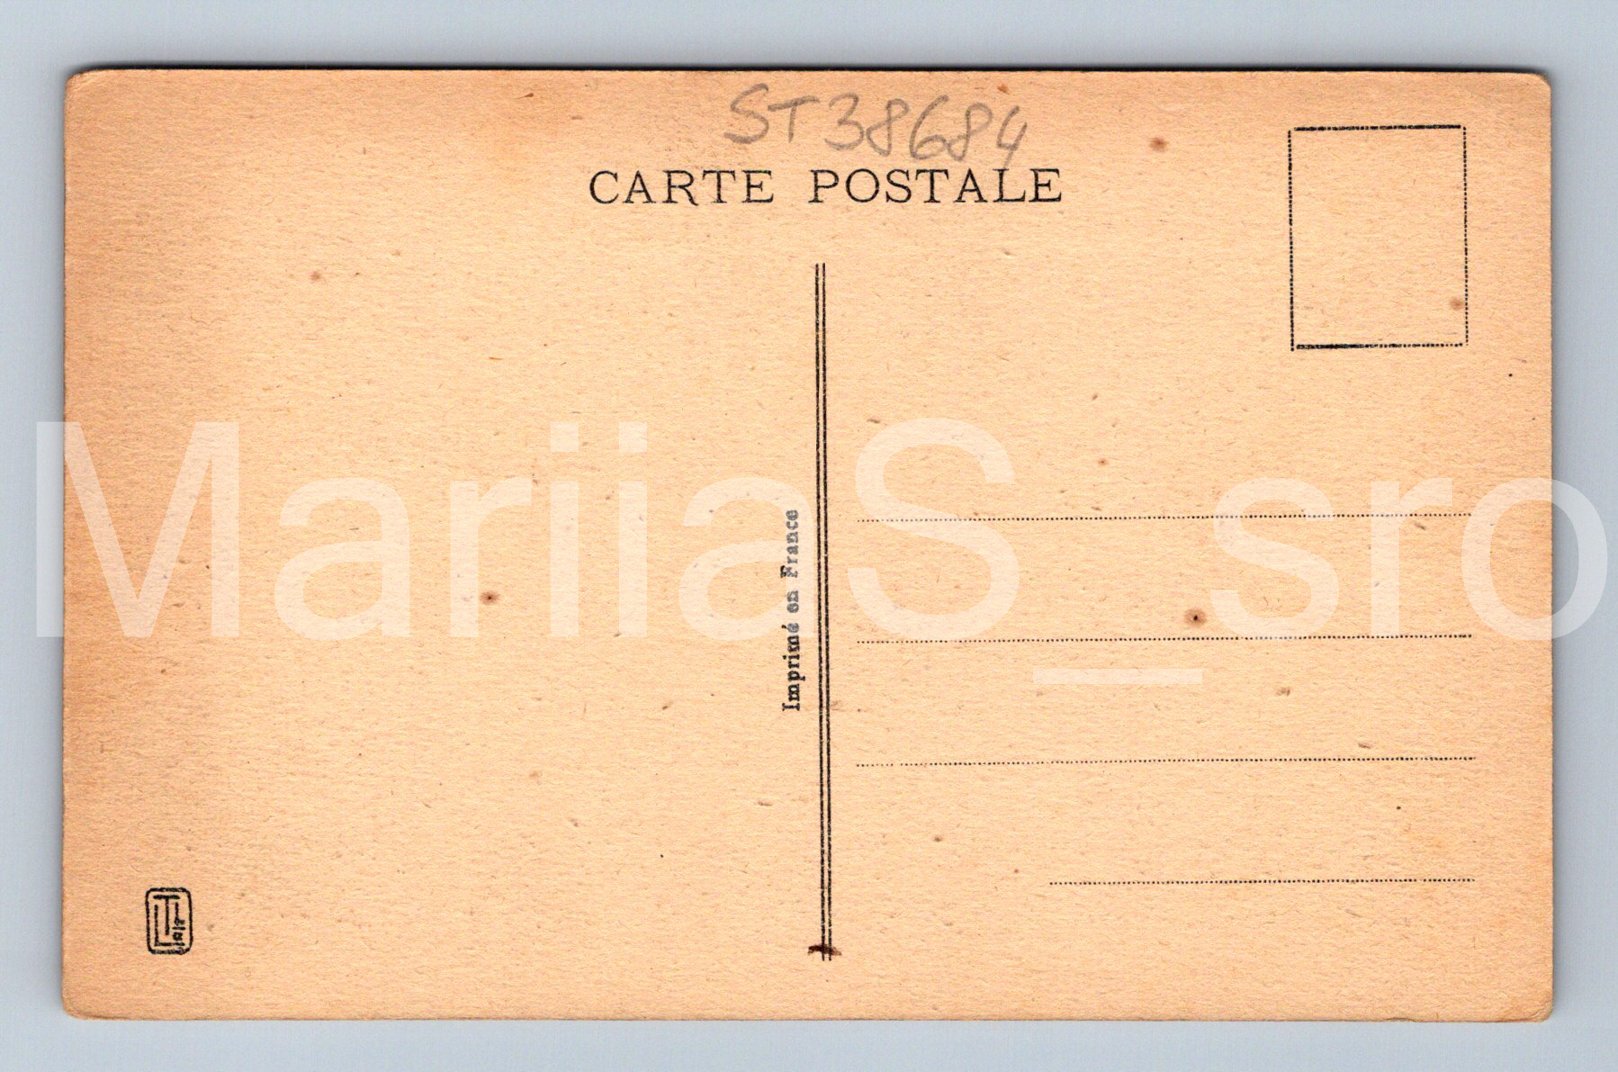 ST38684
CARTE POSTALE
Imprimé en France
MariiaS_sro